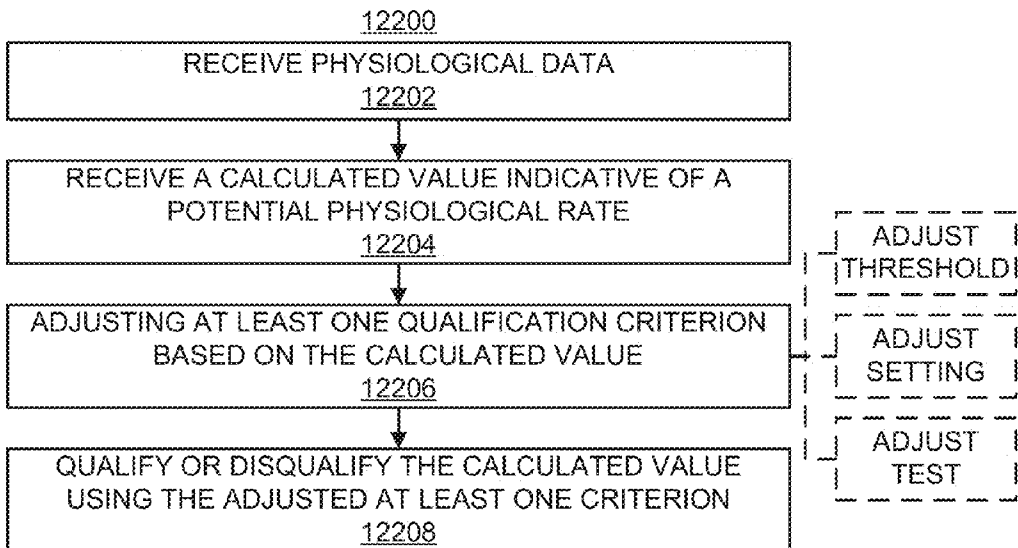 12200
RECEIVE PHYSIOLOGICAL DATA
12202
RECEIVE A CALCULATED VALUE INDICATIVE OF A
POTENTIAL PHYSIOLOGICAL RATE
12204
ADJUSTING AT LEAST ONE QUALIFICATION CRITERION
BASED ON THE CALCULATED VALUE
12206
QUALIFY OR DISQUALIFY THE CALCULATED VALUE
USING THE ADJUSTED AT LEAST ONE CRITERION
12208
ADJUST
THRESHOLD
ADJUST
SETTING
ADJUST
TEST